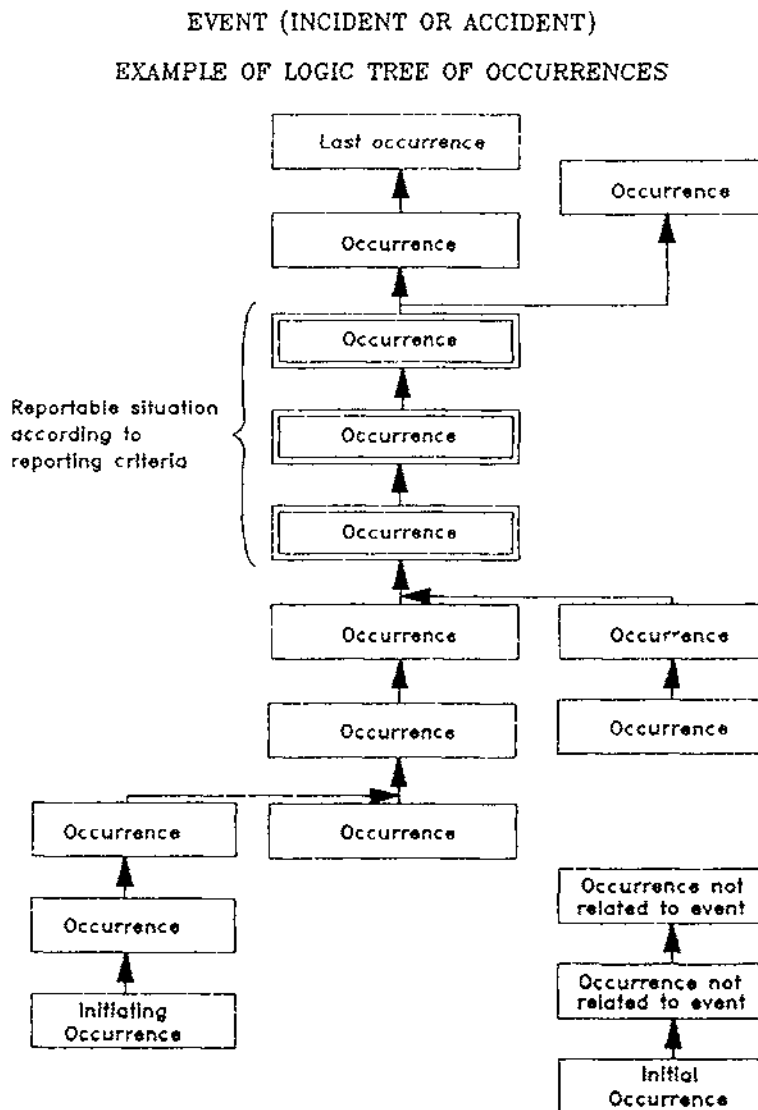 EVENT (INCIDENT OR ACCIDENT)
EXAMPLE OF LOGIC TREE OF OCCURRENCES
Last occurrence
Occurrence
Occurrence
Occurrence
Reportable situation
according to
reporting criteria
Occurrence
Occurrence
Occurrence
Occurrence
Occurrence
Occurrence
Occurrence
Occurrence
Occurrence
Occurrence not
related to event
Initiating
Occurrence
Occurrence not
related to event
Initial
Occurrence